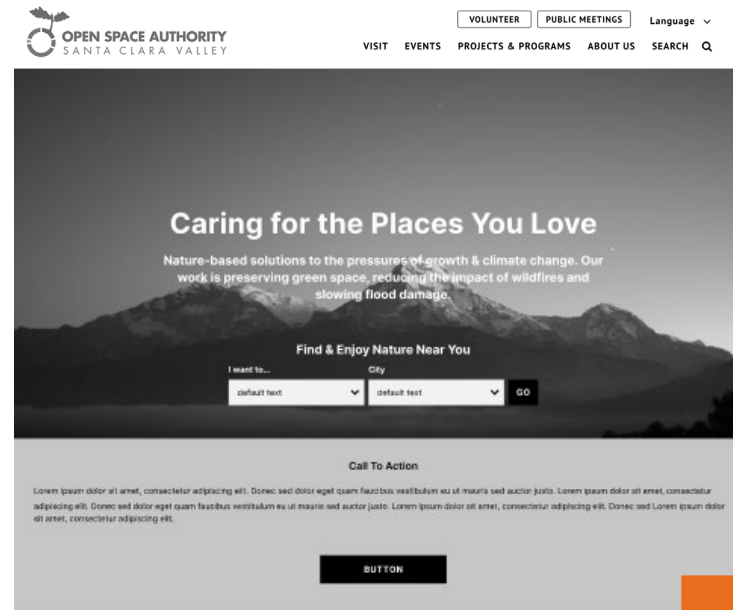 VOLUNTEER PUBLIC MEETINGS Language
OPEN SPACE AUTHORITY
SANTA CLARA VALLEY
VISIT EVENTS PROJECTS & PROGRAMS ABOUT US SEARCH
Caring for the Places You Love
Nature-based solutions to the pressures of growth & climate change. Our
work is preserving green space, reducing the impact of wildfires and
slowing flood damage.
Find & Enjoy Nature Near You
I want to... City
default text default text GO
Call To Action
Lorem ipsum dolor sit amet, consectetur adipiscing elit. Donec sed dolor eget quam faucibus vestibulum eu ut mauris sed auctor justo. Lorem ipsum dolor sit amet, consectetur
adipiscing elit. Donec sed dolor eget quam faucibus vestibulum eu ut mauris sed auctor justo. Lorem ipsum dolor sit amet, consectetur adipiscing elit. Donec sed Lorem ipsum dolor
sit amet, consectetur adipiscing elit.
BUTTON